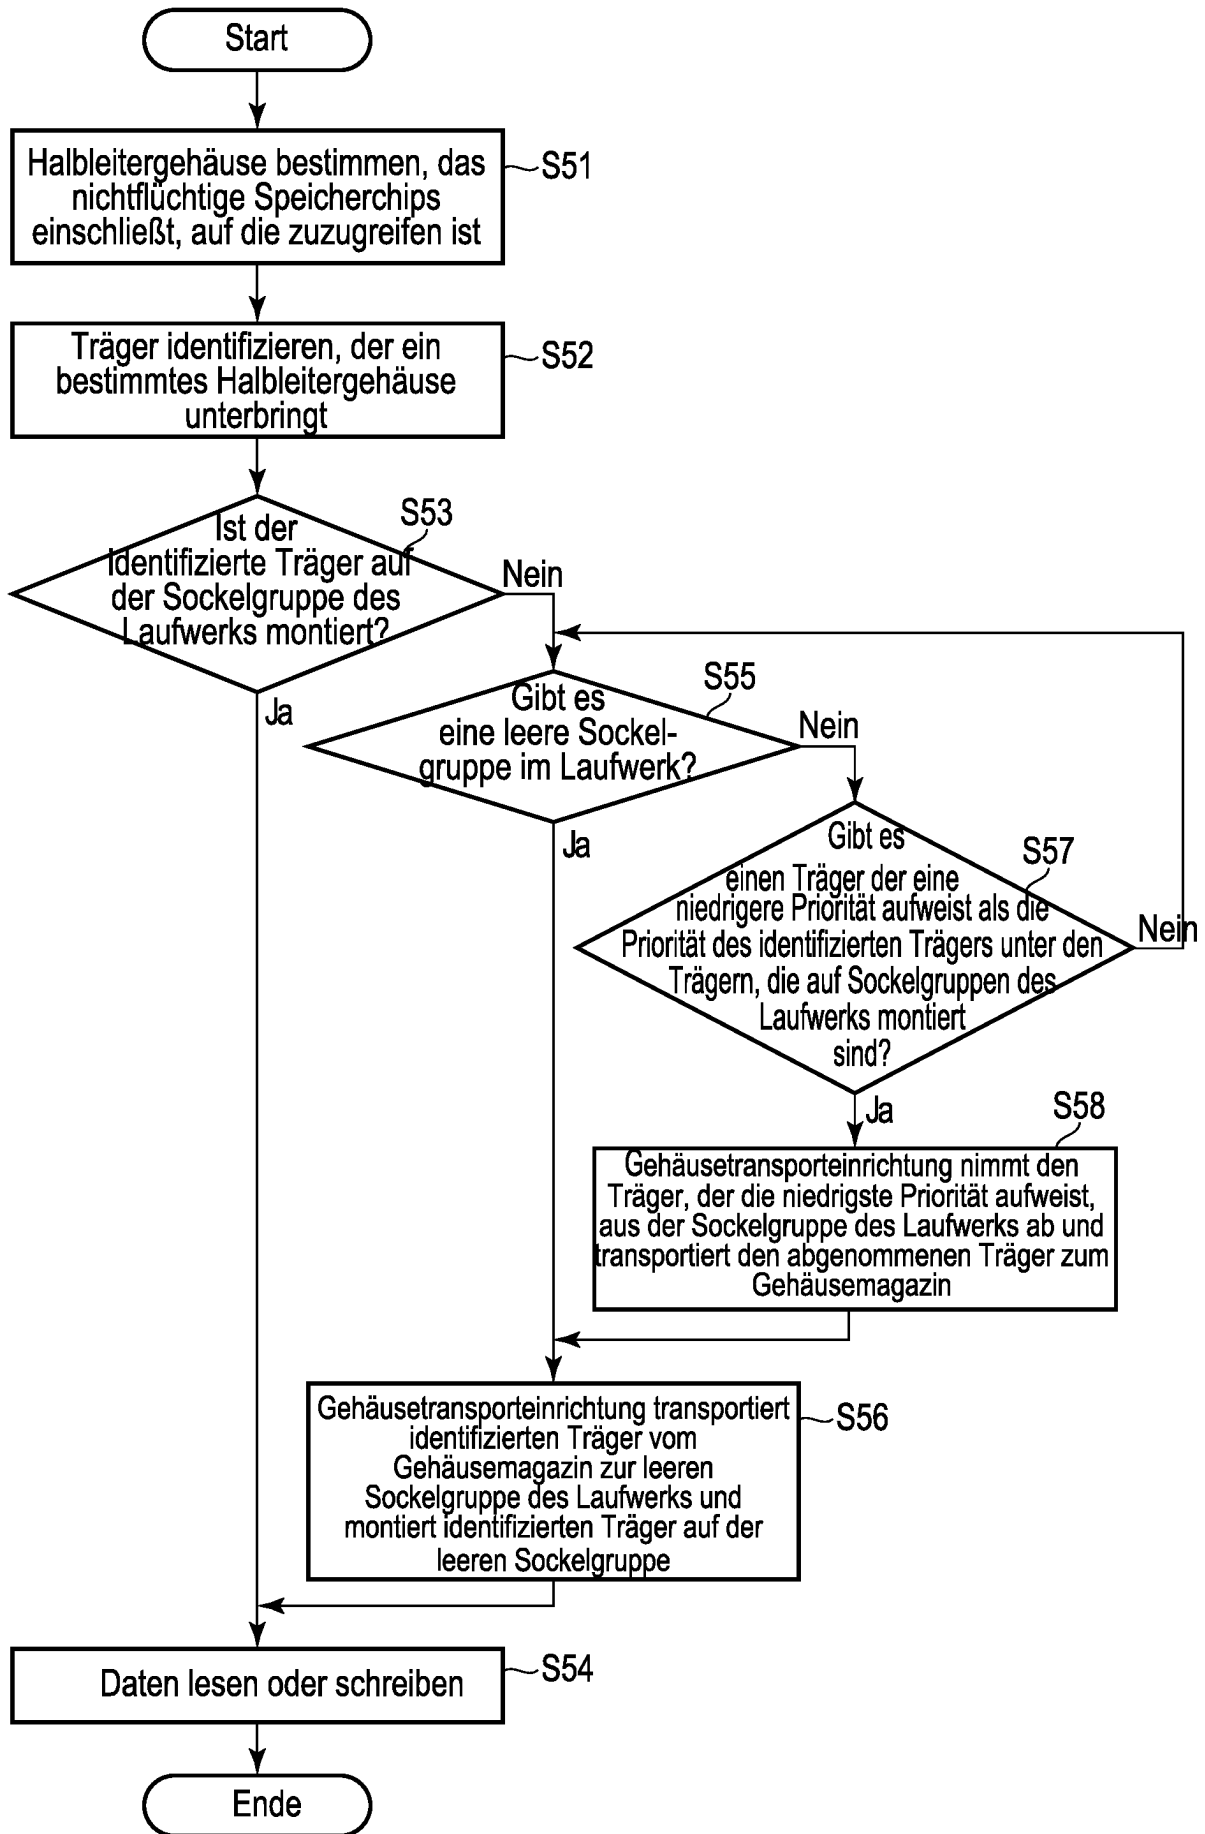 Start
Halbleitergehäuse bestimmen, das
nichtflüchtige Speicherchips
einschließt, auf die zuzugreifen ist
S51
Träger identifizieren, der ein
bestimmtes Halbleitergehäuse
unterbringt
S52
S53
Ist der
identifizierte Träger auf
der Sockelgruppe des
Laufwerks montiert?
Nein
Ja
S55
Gibt es
eine leere Sockel-
gruppe im Laufwerk?
Nein
Ja
S57
Gibt es
einen Träger der eine
niedrigere Priorität aufweist als die
Priorität des identifizierten Trägers unter den
Trägern, die auf Sockelgruppen des
Laufwerks montiert
sind?
Nein
Ja
S58
Gehäusetransporteinrichtung nimmt den
Träger, der die niedrigste Priorität aufweist,
aus der Sockelgruppe des Laufwerks ab und
transportiert den abgenommenen Träger zum
Gehäusemagazin
Gehäusetransporteinrichtung transportiert
identifizierten Träger vom
Gehäusemagazin zur leeren
Sockelgruppe des Laufwerks und
montiert identifizierten Träger auf der
leeren Sockelgruppe
S56
Daten lesen oder schreiben
S54
Ende